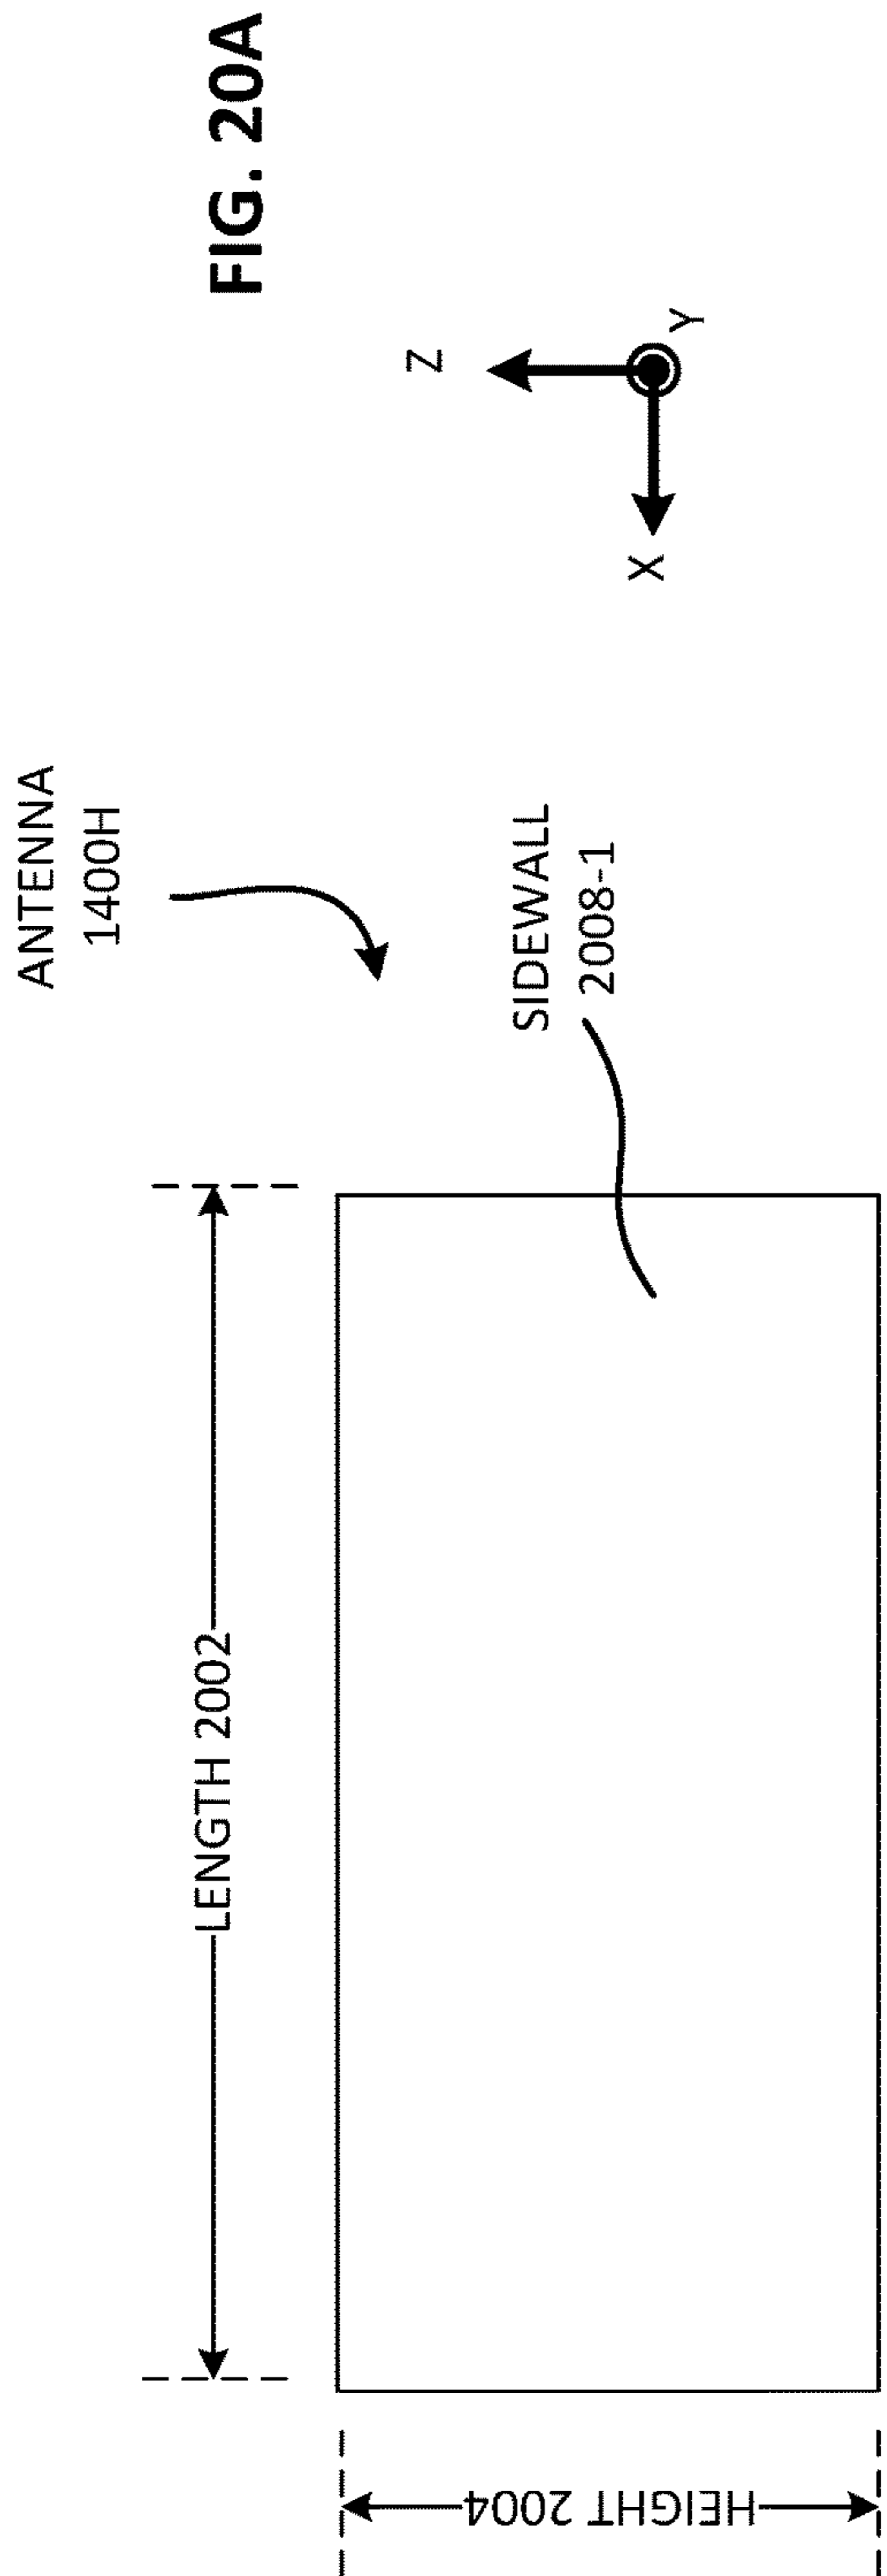 FIG. 20A
Z
Y
X
ANTENNA
1400H
SIDEWALL
2008-1
LENGTH 2002
HEIGHT 2004